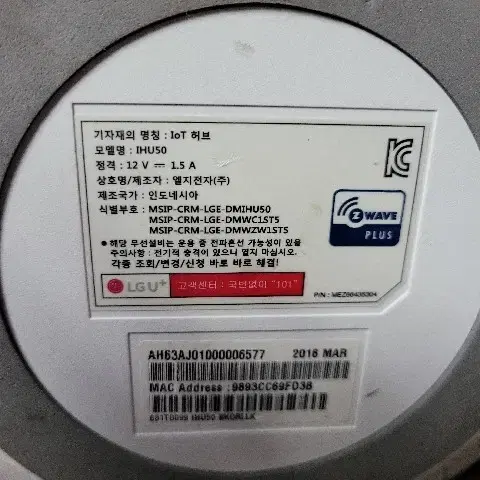 기자재의 명칭 : IoT 허브
모델명 : IHU50
정격 : 12 V ⎓ 1.5 A
상호명/제조자 : 엘지전자(주)
제조국가 : 인도네시아
식별부호 : MSIP-CRM-LGE-DMIHU50
MSIP-CRM-LGE-DMWC1ST5
MSIP-CRM-LGE-DMWZW1ST5
● 해당 무선설비는 운용 중 전파혼선 가능성이 있음
주의사항 : 전기적 충격이 있으니 열지 마십시오.
각종 조회/변경/신청 바로 바로 해결!
LG U+ 고객센터 : 국번없이 "101"
Z WAVE
PLUS
P/N :
AH63AJ01000006577 2016 MAR
MAC Address :9893CC69FD38
IHU50